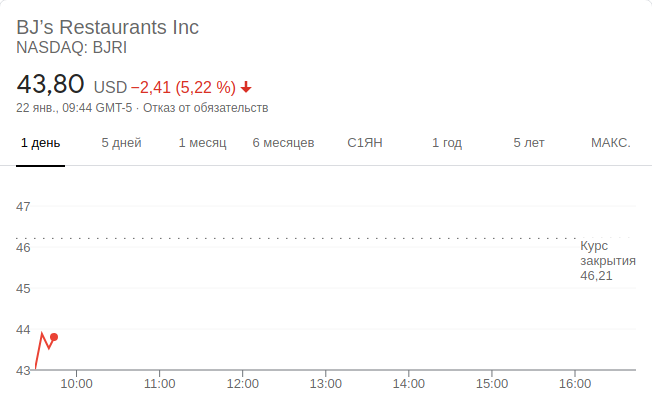 BJ's Restaurants Inc
NASDAQ: BJRI
43,80 USD −2,41 (5,22 %)
22 янв., 09:44 GMT-5 · Отказ от обязательств
1 день 5 дней 1 месяц 6 месяцев С1ЯН 1 год 5 лет МАКС.
47
46
Курс
закрытия
46,21
45
44
43
10:00 11:00 12:00 13:00 14:00 15:00 16:00